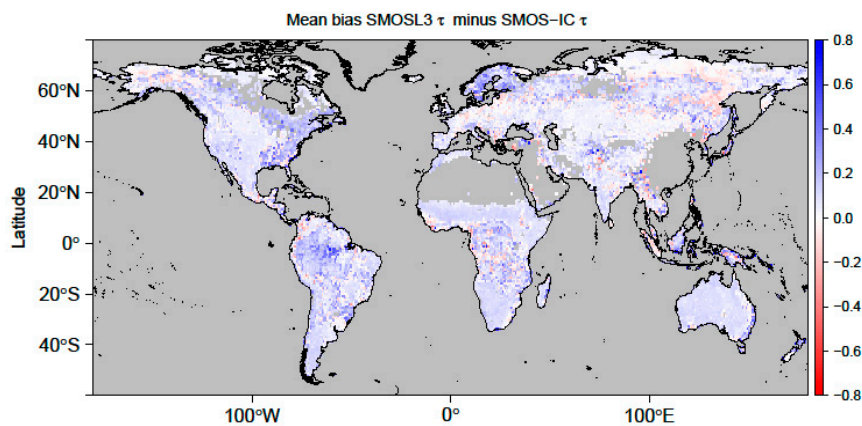 Mean bias SMOSL3 τ minus SMOS−IC τ
0.8
60°N
0.6
40°N
0.4
20°N
0.2
Latitude
0°
0.0
−0.2
20°S
−0.4
40°S
−0.6
−0.8
100°W
0°
100°E